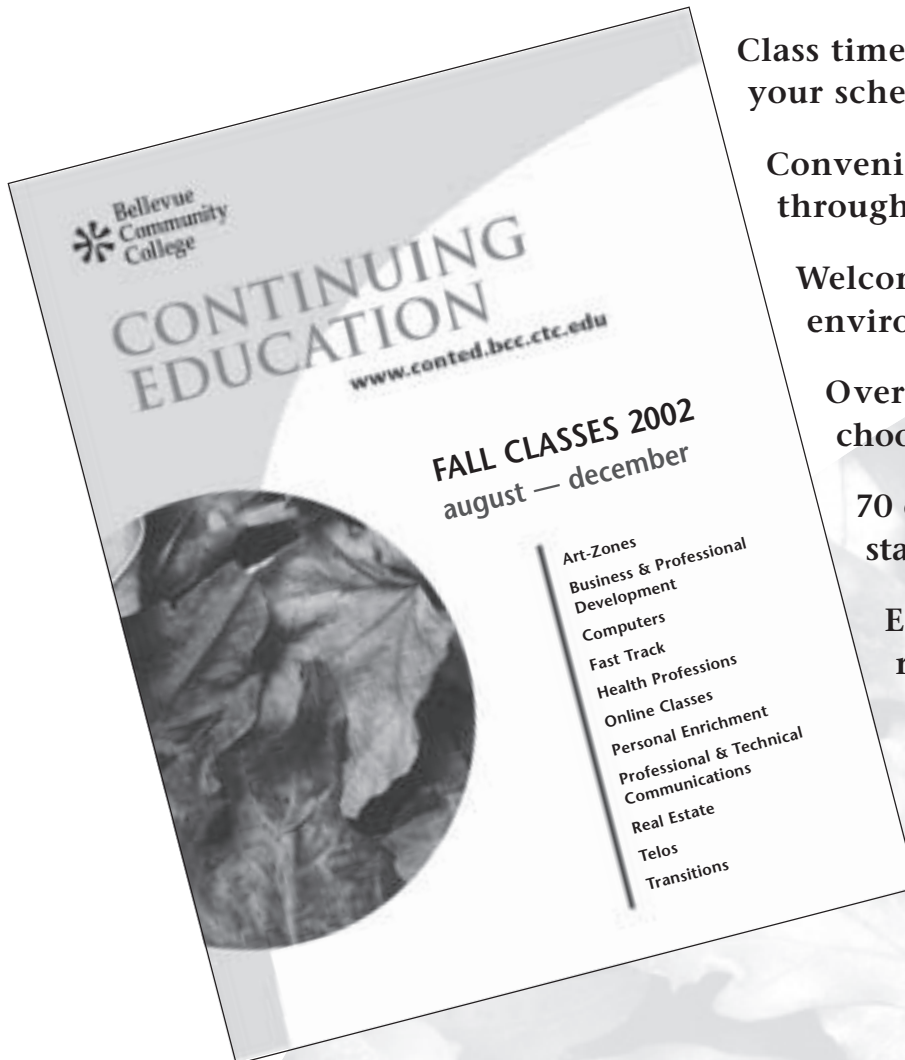 Class time
your sche
Conveni
through
Welco
enviro
Over
choo
70
sta
E
Bellevue
Community
College
CONTINUING
EDUCATION
www.conted.bcc.ctc.edu
FALL CLASSES 2002
august — december
Art-Zones
Business & Professional
Development
Computers
Fast Track
Health Professions
Online Classes
Personal Enrichment
Professional & Technical
Communications
Real Estate
Telos
Transitions